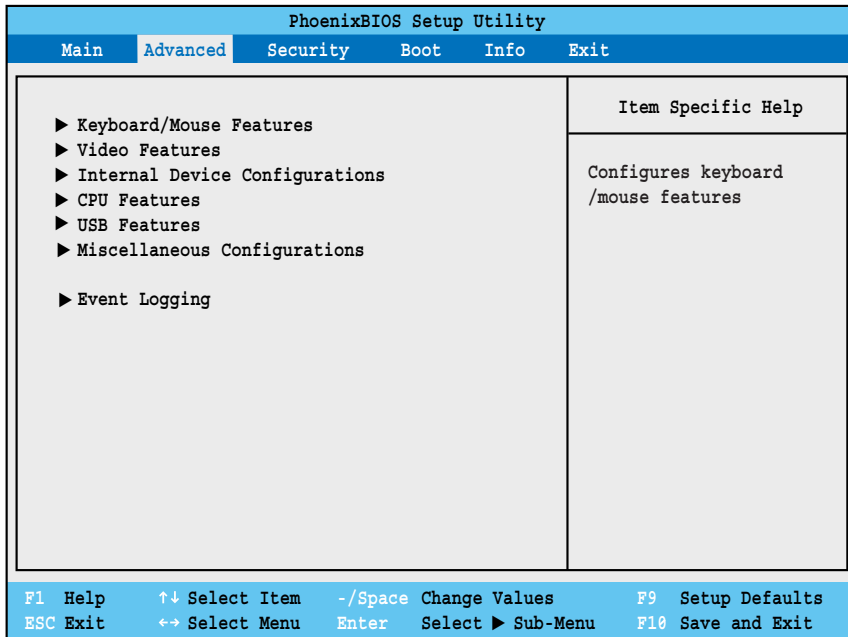 PhoenixBIOS Setup Utility
Main Advanced Security Boot Info Exit
▶ Keyboard/Mouse Features
▶ Video Features
▶ Internal Device Configurations
▶ CPU Features
▶ USB Features
▶ Miscellaneous Configurations
▶ Event Logging
Item Specific Help
Configures keyboard
/mouse features
F1 Help ↑↓ Select Item -/Space Change Values F9 Setup Defaults
ESC Exit ←→ Select Menu Enter Select ▶ Sub-Menu F10 Save and Exit